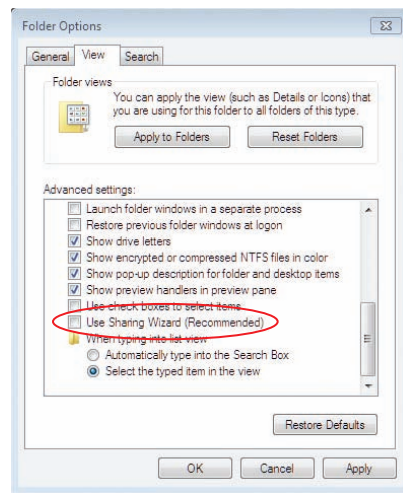 Folder Options
General View Search
Folder views
You can apply the view (such as Details or Icons) that
you are using for this folder to all folders of this type.
Apply to Folders Reset Folders
Advanced settings:
Launch folder windows in a separate process
Restore previous folder windows at logon
Show drive letters
Show encrypted or compressed NTFS files in color
Show pop-up description for folder and desktop items
Show preview handlers in preview pane
Use check boxes to select items
Use Sharing Wizard (Recommended)
When typing into list view
Automatically type into the Search Box
Select the typed item in the view
Restore Defaults
OK Cancel Apply